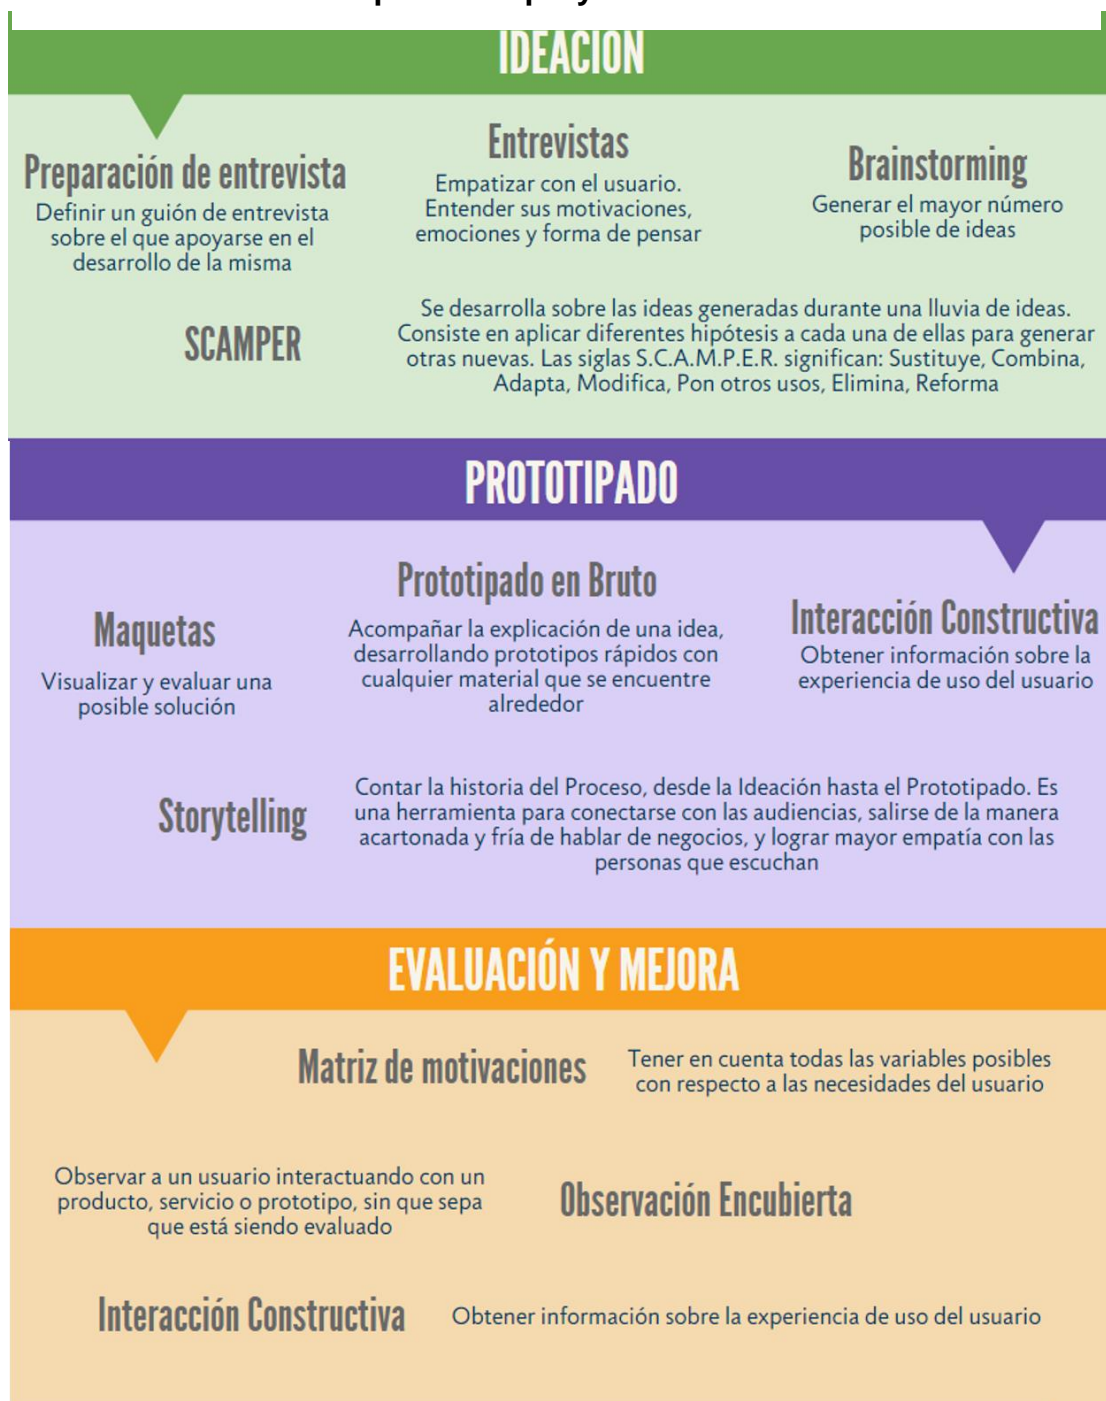 IDEACIÓN
Preparación de entrevista
Definir un guión de entrevista
sobre el que apoyarse en el
desarrollo de la misma
Entrevistas
Empatizar con el usuario.
Entender sus motivaciones,
emociones y forma de pensar
Brainstorming
Generar el mayor número
posible de ideas
SCAMPER
Se desarrolla sobre las ideas generadas durante una lluvia de ideas.
Consiste en aplicar diferentes hipótesis a cada una de ellas para generar
otras nuevas. Las siglas S.C.A.M.P.E.R. significan: Sustituye, Combina,
Adapta, Modifica, Pon otros usos, Elimina, Reforma
PROTOTIPADO
Maquetas
Visualizar y evaluar una
posible solución
Prototipado en Bruto
Acompañar la explicación de una idea,
desarrollando prototipos rápidos con
cualquier material que se encuentre
alrededor
Interacción Constructiva
Obtener información sobre la
experiencia de uso del usuario
Storytelling
Contar la historia del Proceso, desde la Ideación hasta el Prototipado. Es
una herramienta para conectarse con las audiencias, salirse de la manera
acartonada y fría de hablar de negocios, y lograr mayor empatía con las
personas que escuchan
EVALUACIÓN Y MEJORA
Matriz de motivaciones
Tener en cuenta todas las variables posibles
con respecto a las necesidades del usuario
Observar a un usuario interactuando con un
producto, servicio o prototipo, sin que sepa
que está siendo evaluado
Observación Encubierta
Interacción Constructiva
Obtener información sobre la experiencia de uso del usuario